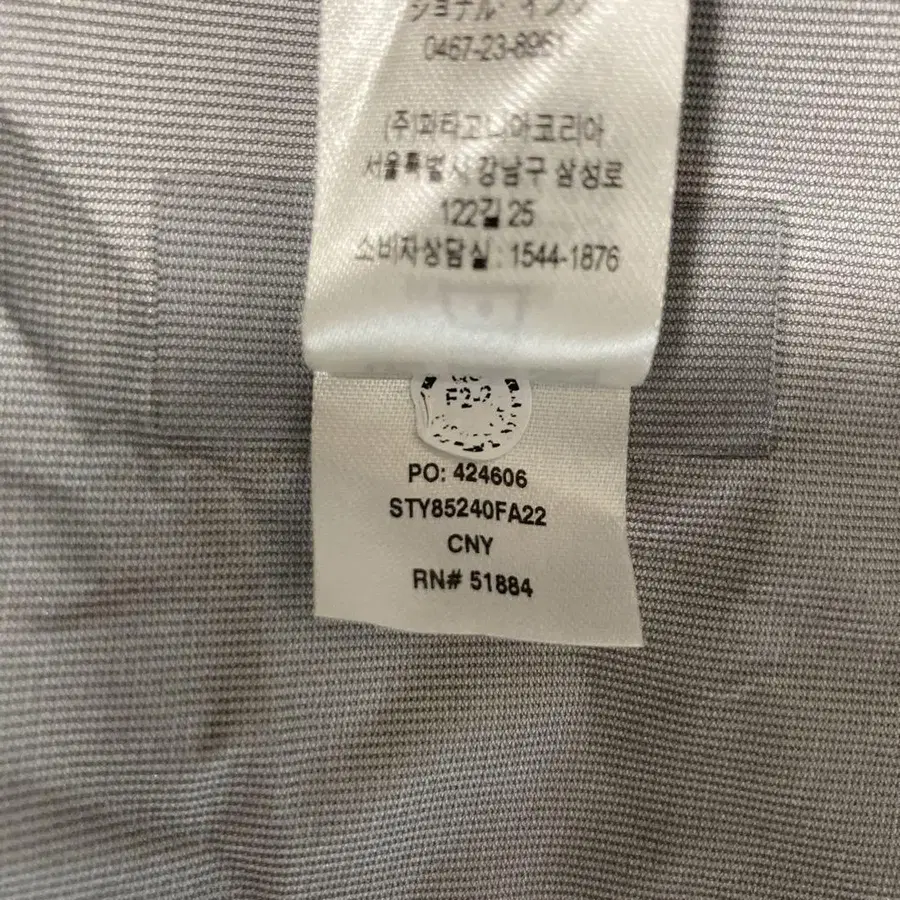 0467-23-8961
(주)파타고니아코리아
서울특별시 강남구 삼성로
122길 25
소비자상담실 : 1544-1876
F2-2
PO: 424606
STY85240FA22
CNY
RN# 51884